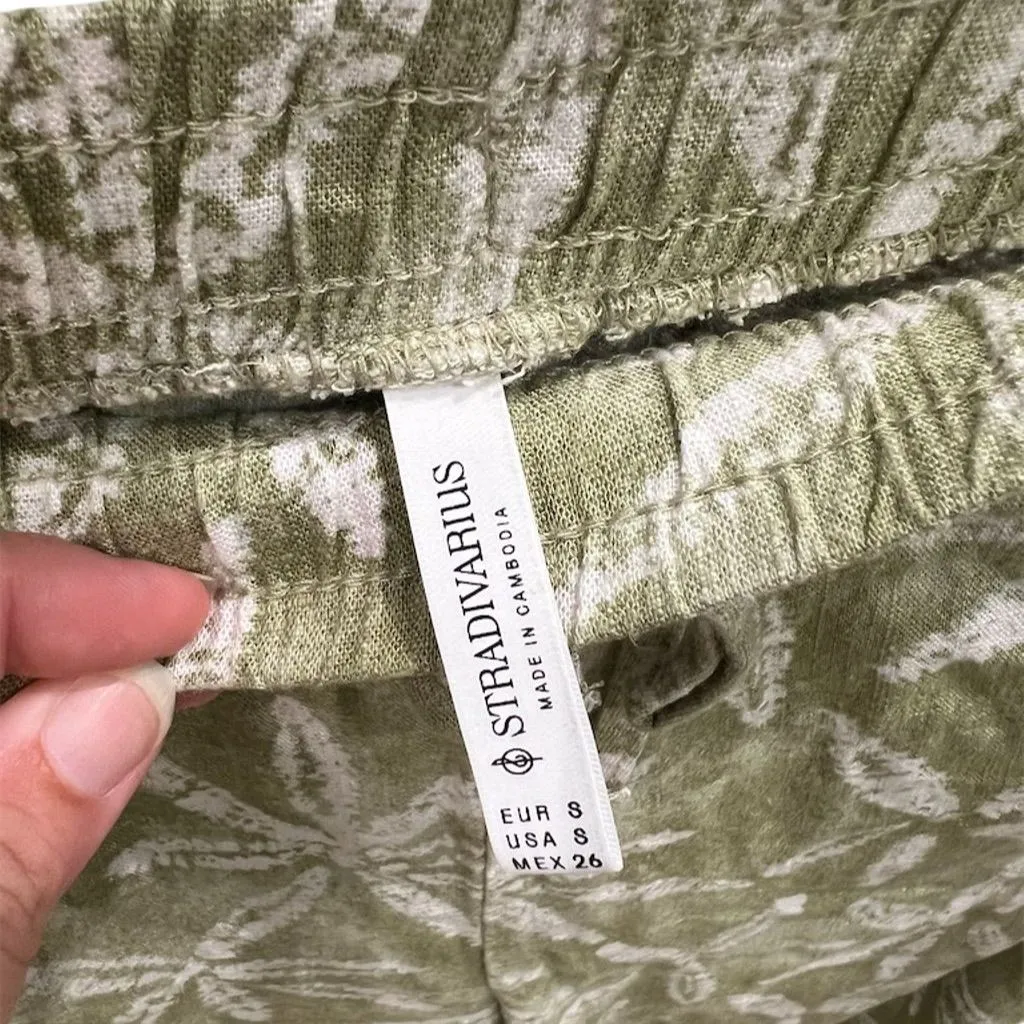 STRADIVARIUS
MADE IN CAMBODIA
EUR S
USA S
MEX 26